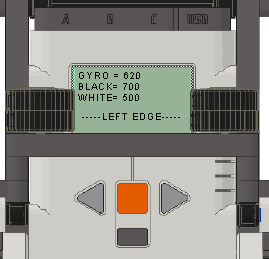 A B C USB
GYRO = 620
BLACK= 700
WHITE= 500
-----LEFT EDGE-----